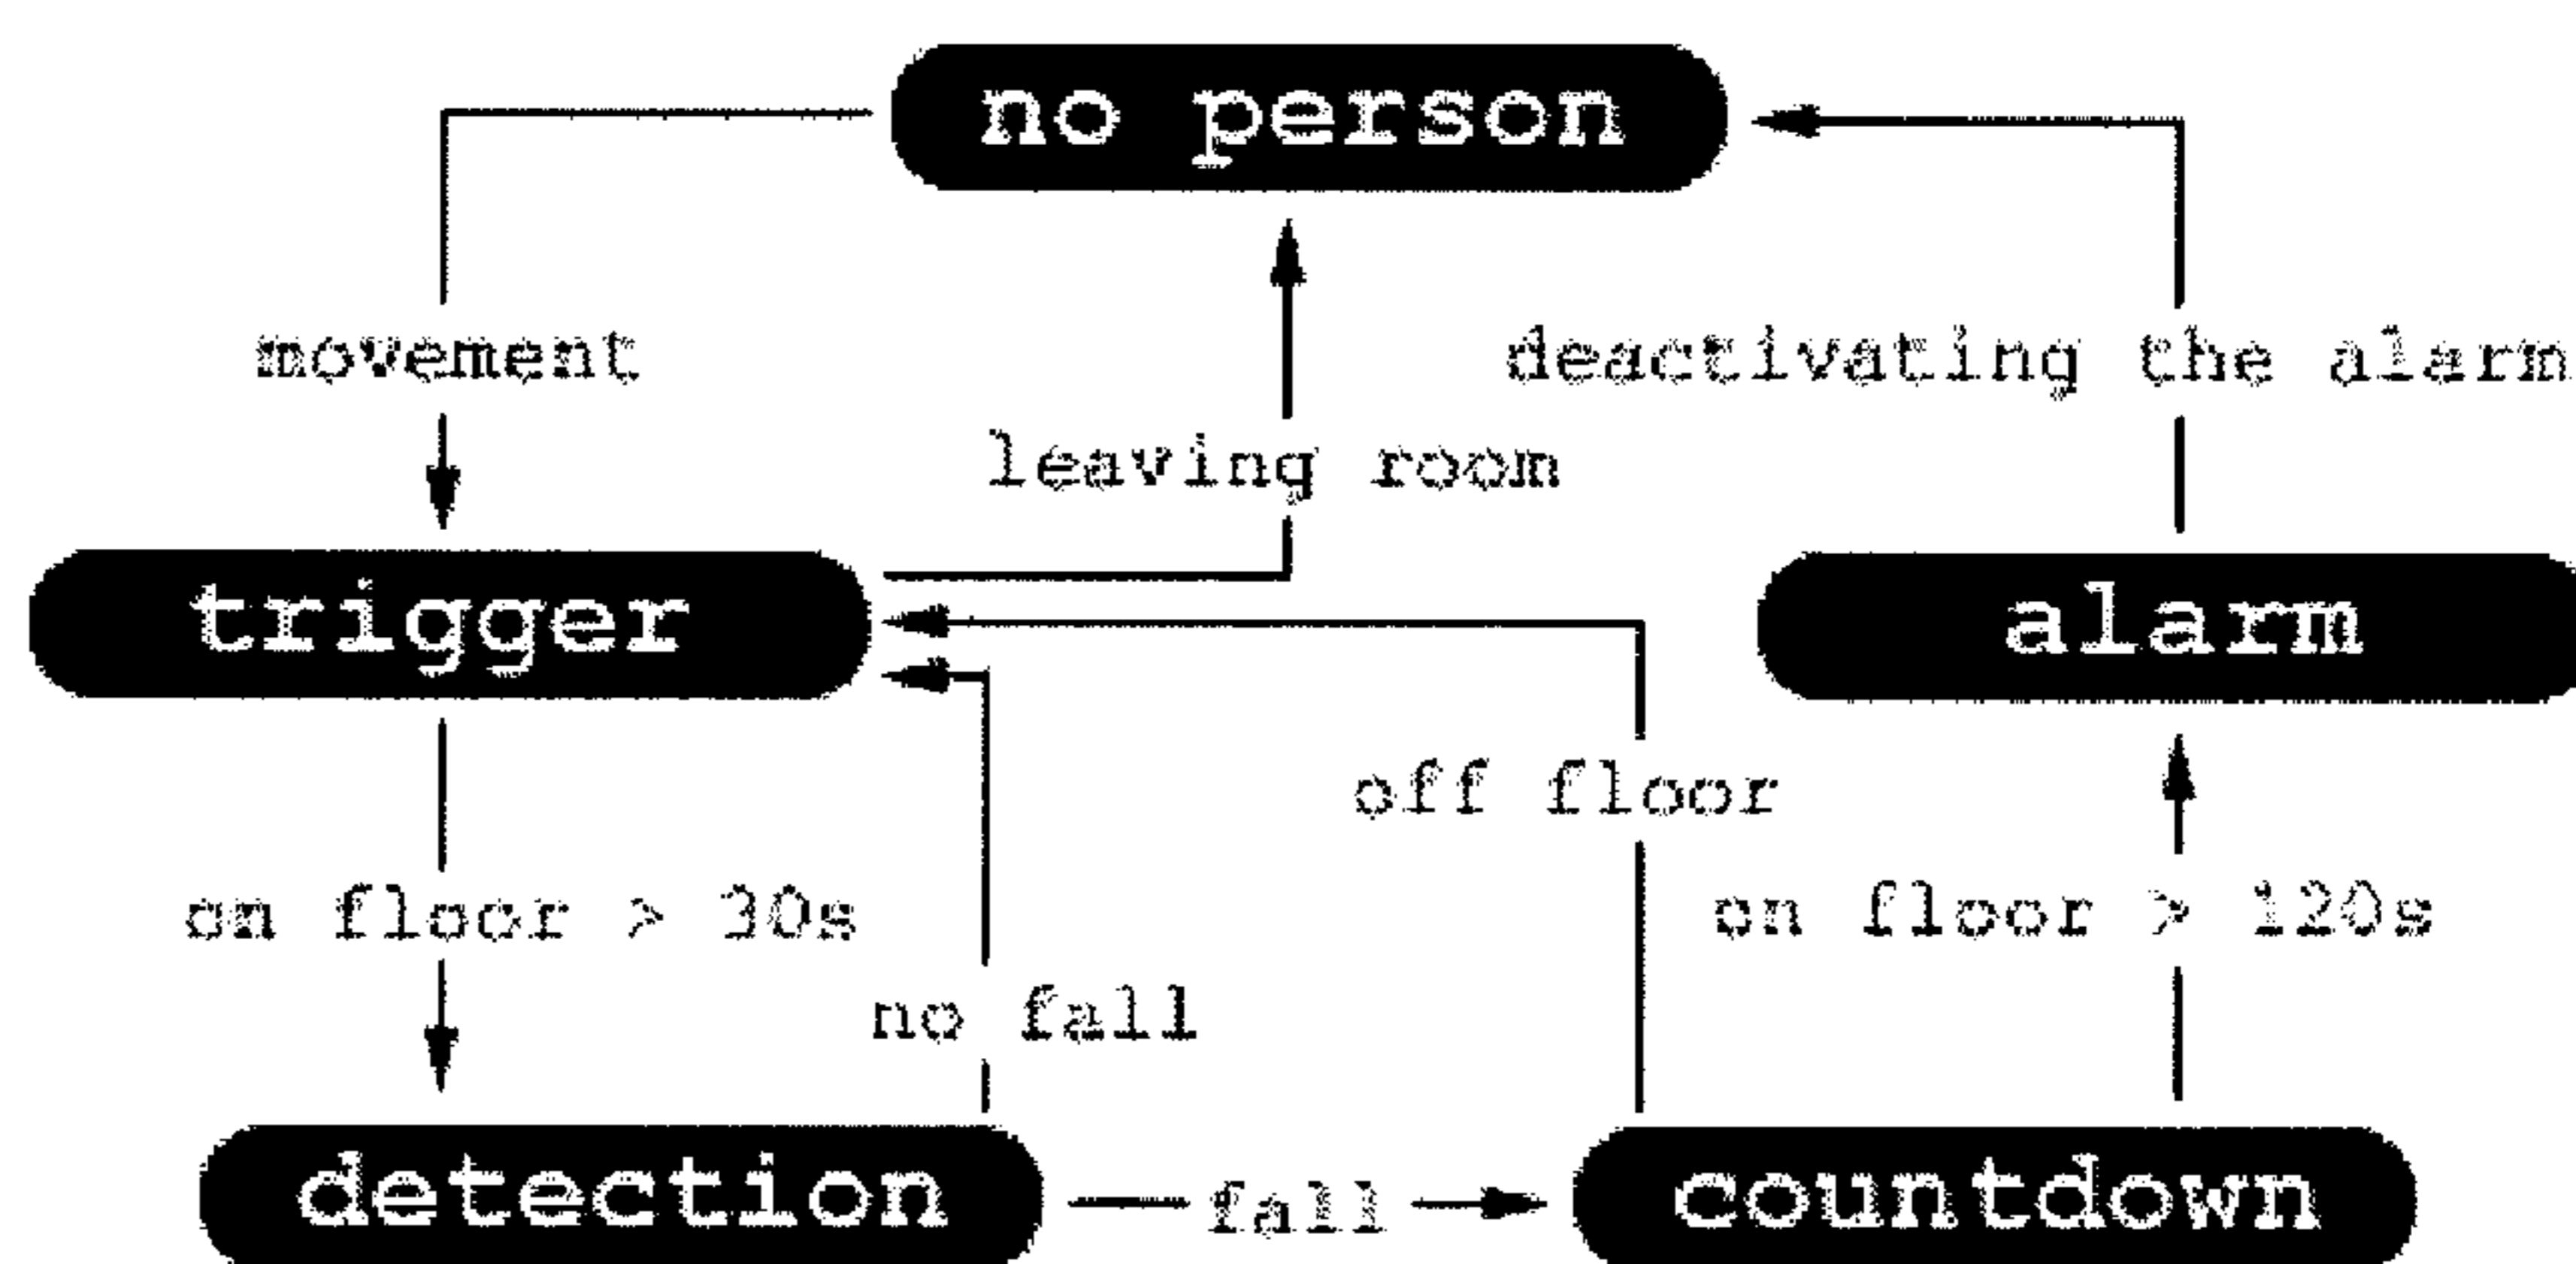 no person
movement
deactivating the alarm
leaving room
trigger
alarm
off floor
on floor > 30s
on floor > 120s
no fall
detection
fall
countdown